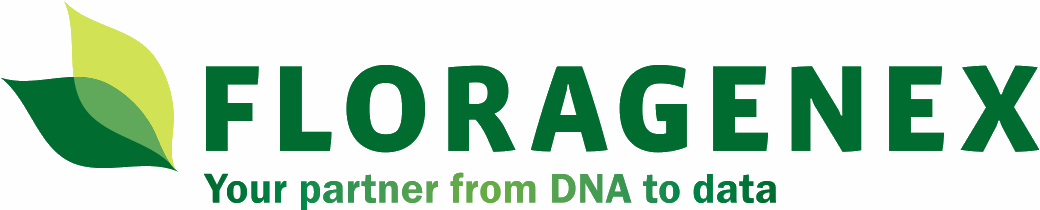 FLORAGENEX
Your partner from DNA to data